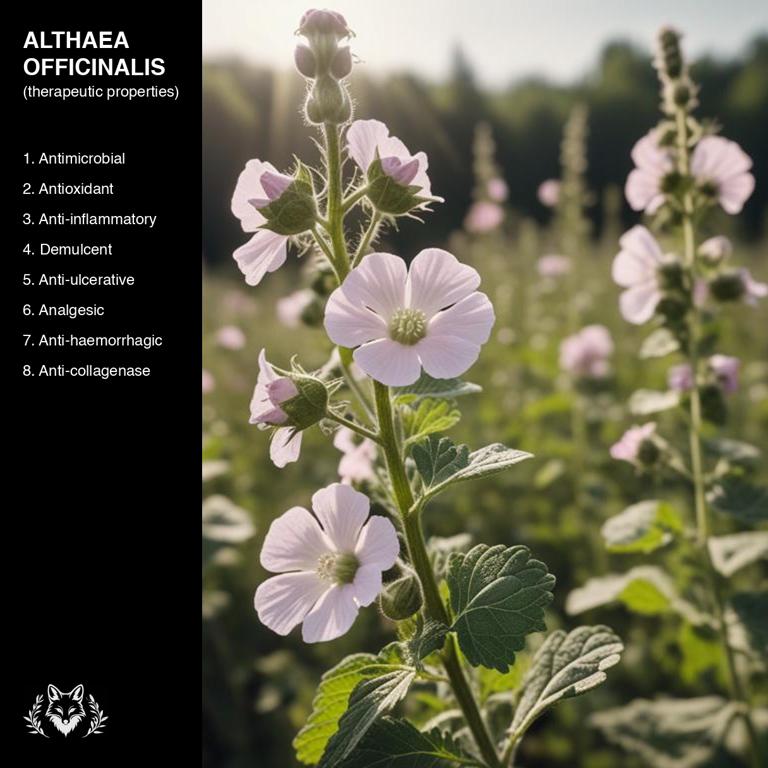 ALTHAEA
OFFICINALIS
(therapeutic properties)
1. Antimicrobial
2. Antioxidant
3. Anti-inflammatory
4. Demulcent
5. Anti-ulcerative
6. Analgesic
7. Anti-haemorrhagic
8. Anti-collagenase